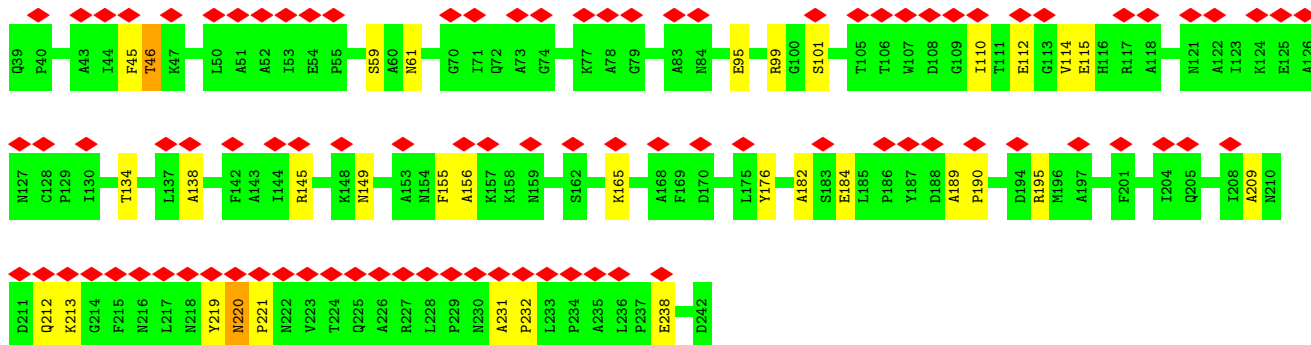 Q39 P40 A43 I44 F45 T46 K47 L50 A51 A52 I53 E54 P55 S59 A60 N61 G70 I71 Q72 A73 G74 K77 A78 G79 A83 N84 E95 R99 G100 S101 T105 T106 W107 D108 G109 I110 T111 E112 G113 V114 E115 H116 R117 A118 N121 A122 I123 K124 E125 A126
N127 C128 P129 I130 T134 L137 A138 F142 A143 I144 R145 K148 N149 A153 N154 F155 A156 K157 K158 N159 S162 K165 A168 F169 D170 L175 Y176 A182 S183 E184 L185 P186 Y187 D188 A189 P190 D194 R195 M196 A197 F201 I204 Q205 I208 A209 N210
D211 Q212 K213 G214 F215 N216 L217 N218 Y219 N220 P221 N222 V223 T224 Q225 A226 R227 L228 P229 N230 A231 P232 L233 P234 A235 L236 P237 E238 D242